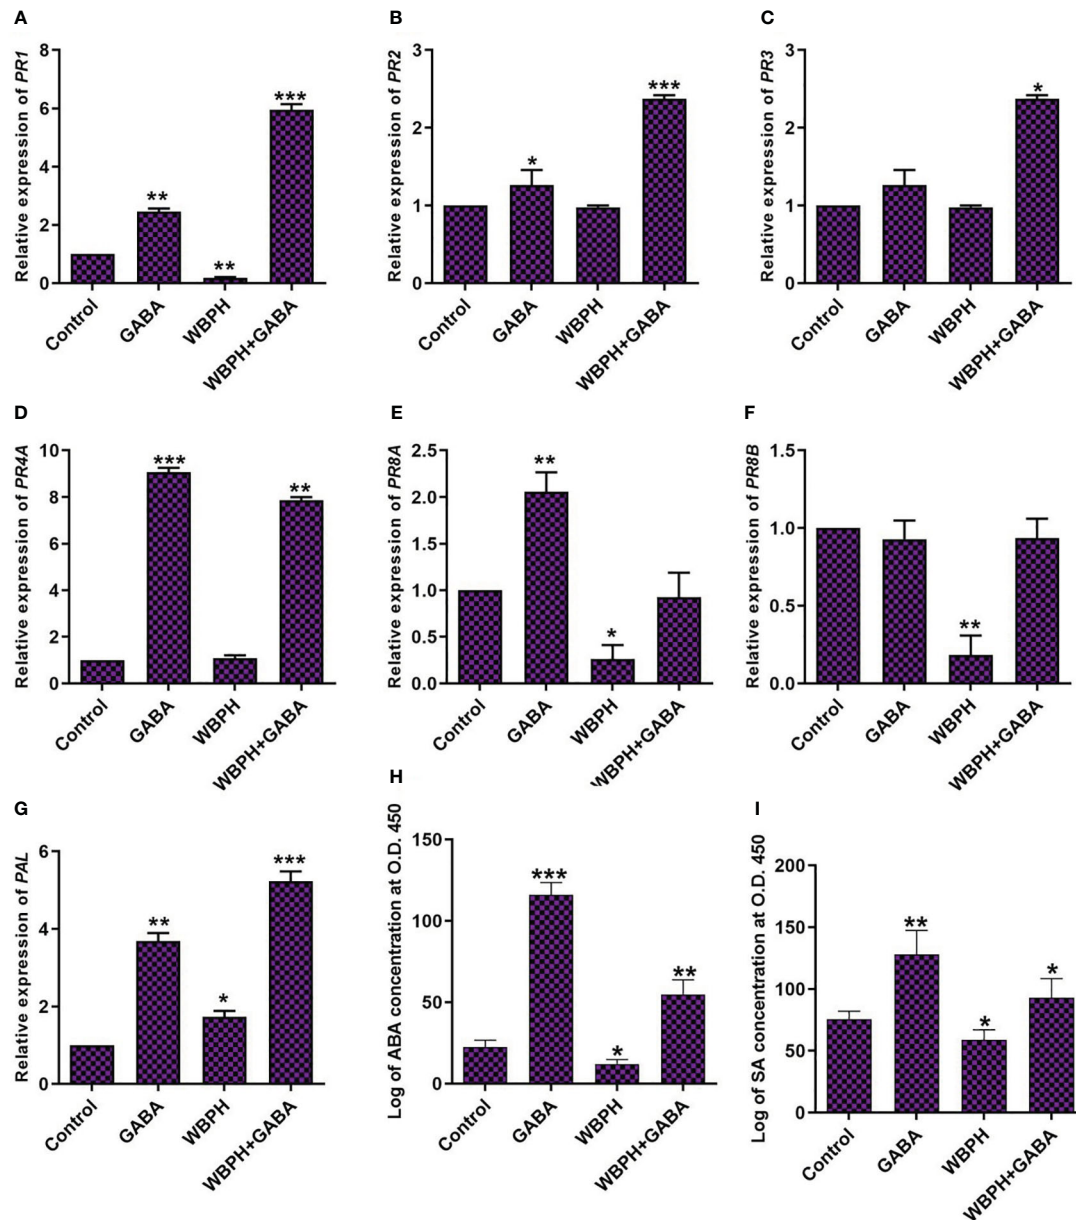 A
Relative expression of PR1
8
6
4
2
0
**
**
***
Control
GABA
WBPH
WBPH+GABA
B
Relative expression of PR2
3
2
1
0
*
***
Control
GABA
WBPH
WBPH+GABA
C
Relative expression of PR3
3
2
1
0
*
Control
GABA
WBPH
WBPH+GABA
D
Relative expression of PR4A
10
8
6
4
2
0
***
**
Control
GABA
WBPH
WBPH+GABA
E
Relative expression of PR8A
2.5
2.0
1.5
1.0
0.5
0.0
**
*
Control
GABA
WBPH
WBPH+GABA
F
Relative expression of PR8B
1.5
1.0
0.5
0.0
**
Control
GABA
WBPH
WBPH+GABA
G
Relative expression of PAL
6
4
2
0
**
*
***
Control
GABA
WBPH
WBPH+GABA
H
Log of ABA concentration at O.D. 450
150
100
50
0
***
*
**
Control
GABA
WBPH
WBPH+GABA
I
Log of SA concentration at O.D. 450
200
150
100
50
0
**
*
*
Control
GABA
WBPH
WBPH+GABA